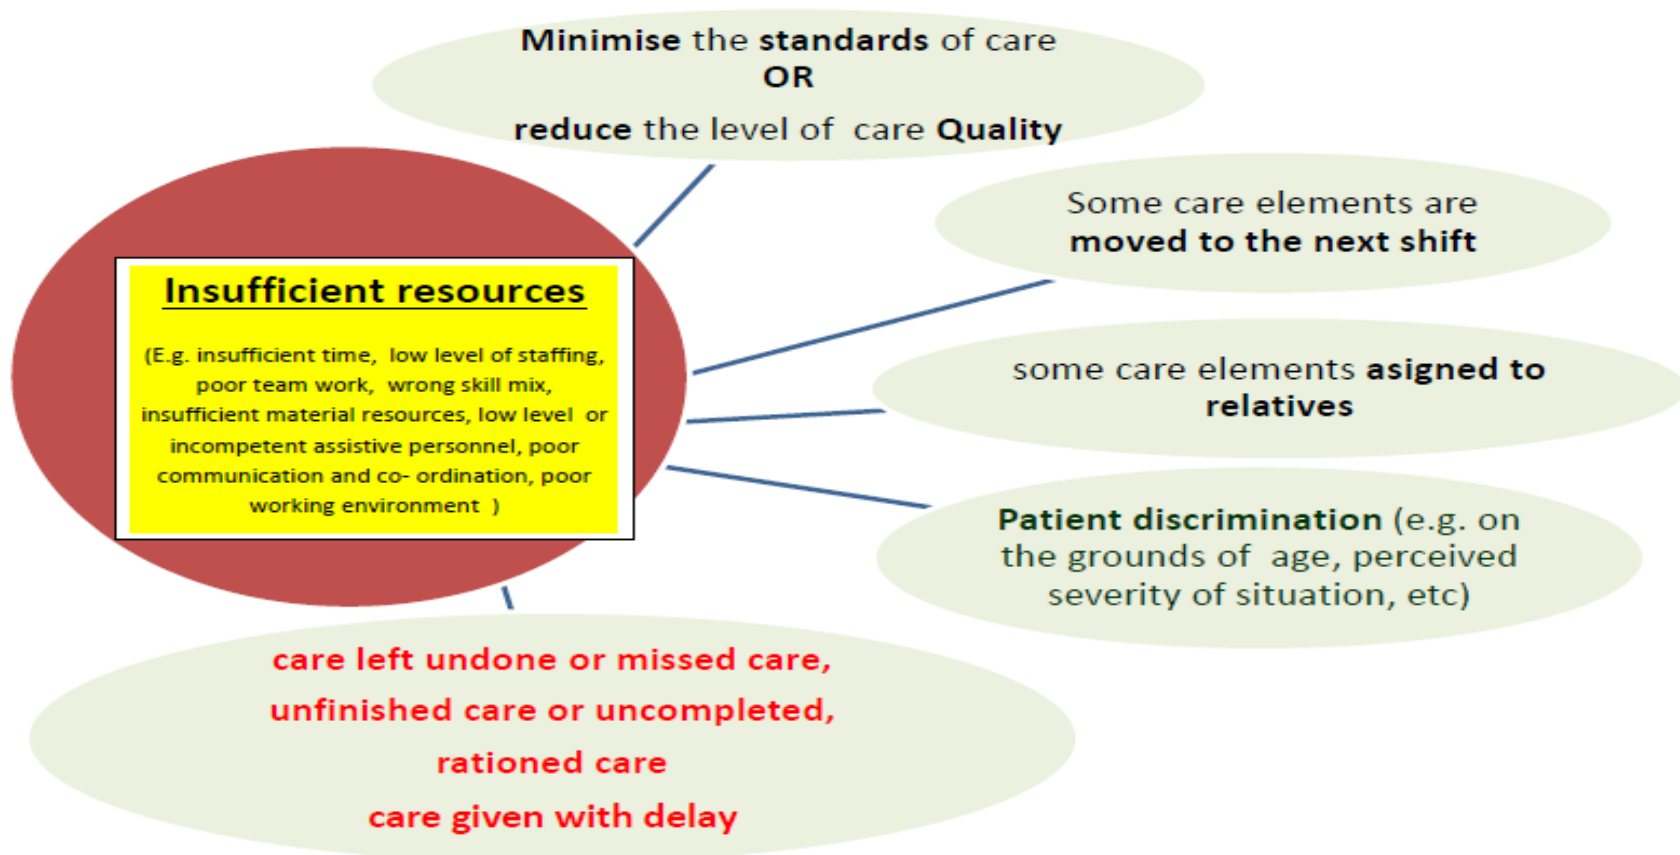 Minimise the standards of care
OR
reduce the level of care Quality
Some care elements are
moved to the next shift
Insufficient resources
(E.g. insufficient time, low level of staffing,
poor team work, wrong skill mix,
insufficient material resources, low level or
incompetent assistive personnel, poor
communication and co- ordination, poor
working environment )
some care elements asigned to
relatives
Patient discrimination (e.g. on
the grounds of age, perceived
severity of situation, etc)
care left undone or missed care,
unfinished care or uncompleted,
rationed care
care given with delay